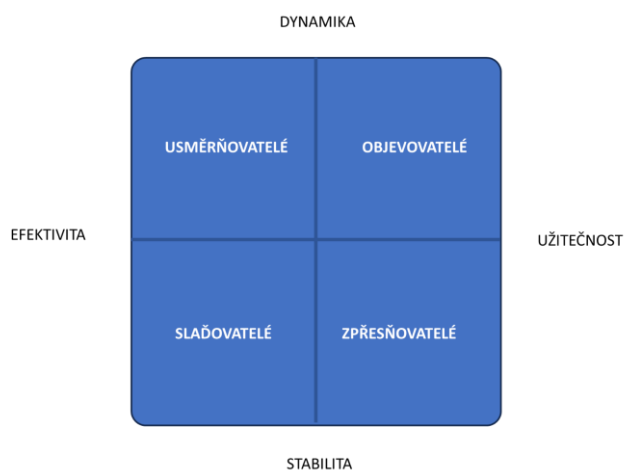 DYNAMIKA
USMĚRŇOVATELÉ
OBJEVOVATELÉ
EFEKTIVITA
UŽITEČNOST
SLAĎOVATELÉ
ZPŘESŇOVATELÉ
STABILITA